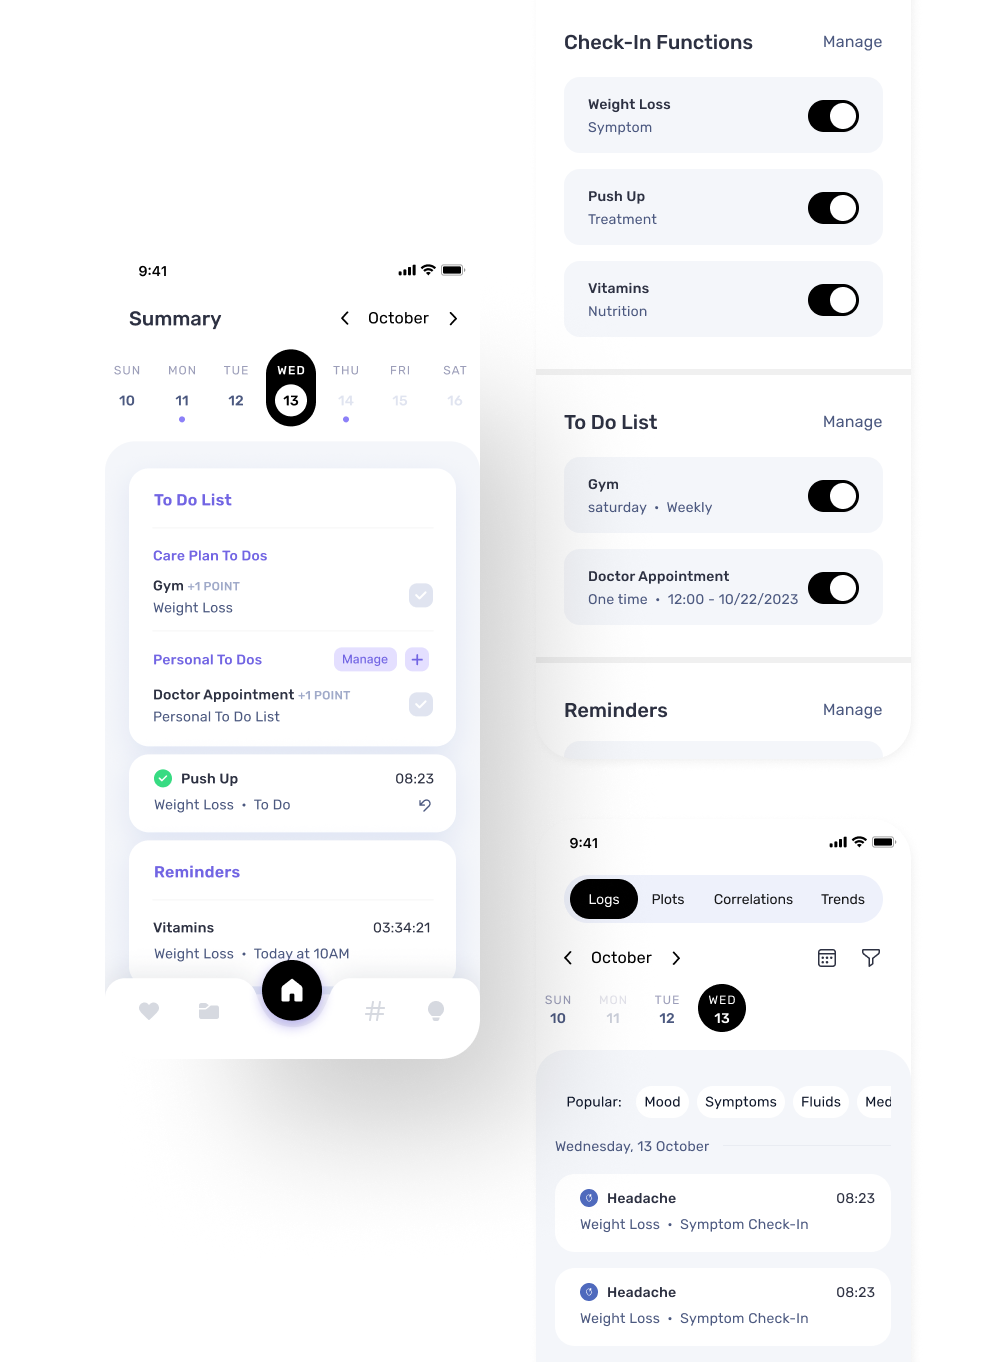 9:41
Summary
October
SUN MON TUE WED THU FRI SAT
10 11 12 13 14 15 16
To Do List
Care Plan To Dos
Gym +1 POINT
Weight Loss
Personal To Dos Manage +
Doctor Appointment +1 POINT
Personal To Do List
Push Up 08:23
Weight Loss • To Do
Reminders
Vitamins 03:34:21
Weight Loss • Today at 10AM
Check-In Functions Manage
Weight Loss
Symptom
Push Up
Treatment
Vitamins
Nutrition
To Do List Manage
Gym
saturday • Weekly
Doctor Appointment
One time • 12:00 - 10/22/2023
Reminders Manage
9:41
Logs Plots Correlations Trends
October
SUN MON TUE WED
10 11 12 13
Popular: Mood Symptoms Fluids Med
Wednesday, 13 October
Headache 08:23
Weight Loss • Symptom Check-In
Headache 08:23
Weight Loss • Symptom Check-In